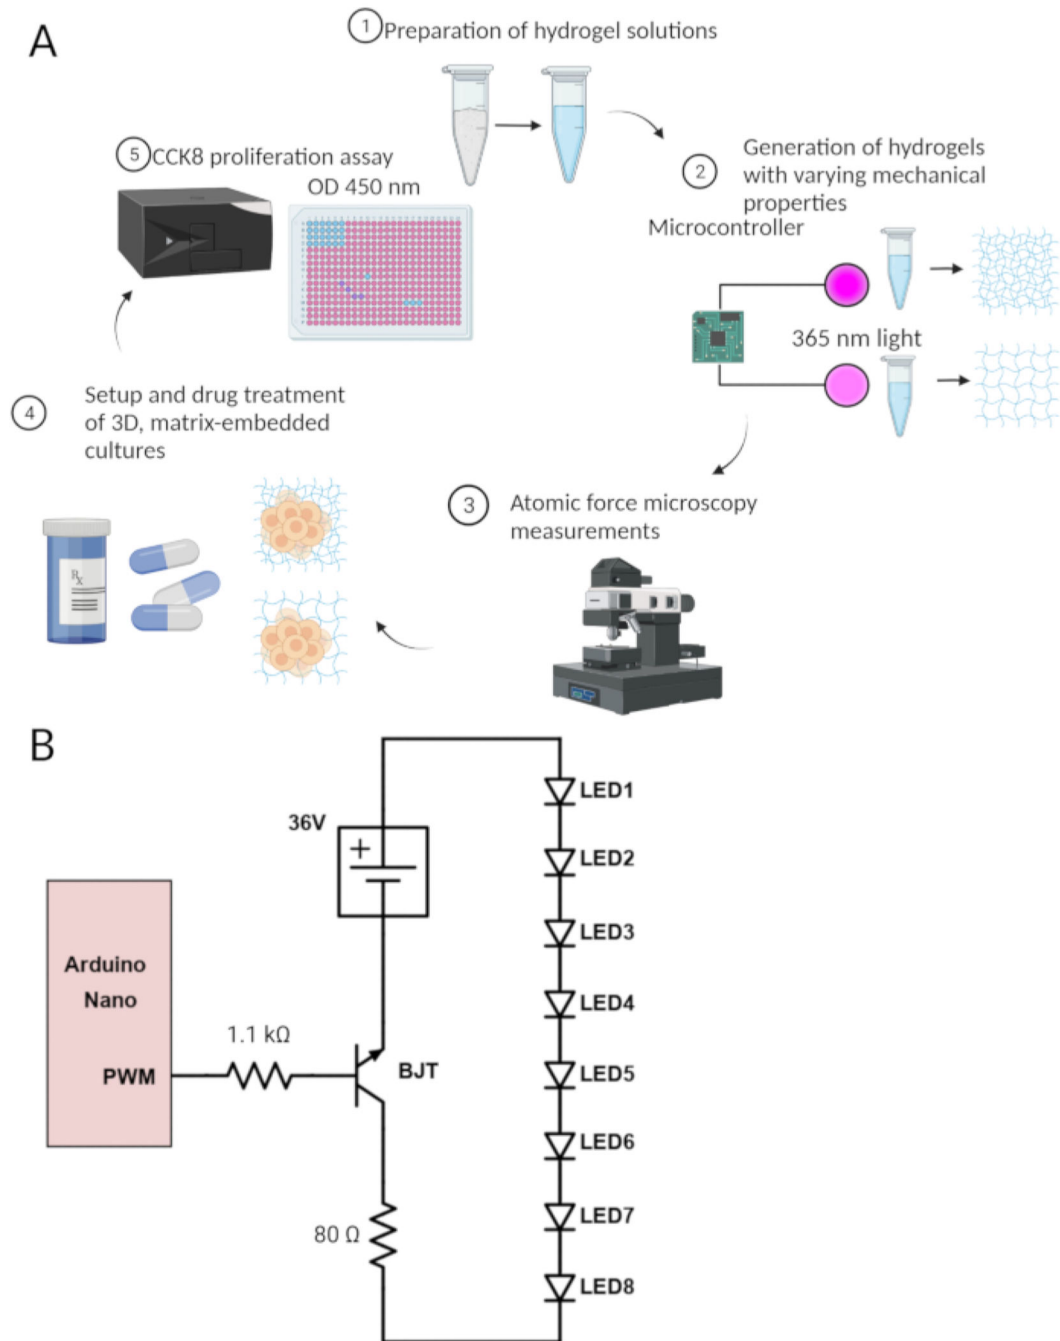 A
1 Preparation of hydrogel solutions
5 CCK8 proliferation assay
OD 450 nm
2 Generation of hydrogels
with varying mechanical
properties
Microcontroller
365 nm light
4 Setup and drug treatment
of 3D, matrix-embedded
cultures
Rx
3 Atomic force microscopy
measurements
B
36V
+
Arduino
Nano
PWM
1.1 kΩ
BJT
80 Ω
LED1
LED2
LED3
LED4
LED5
LED6
LED7
LED8